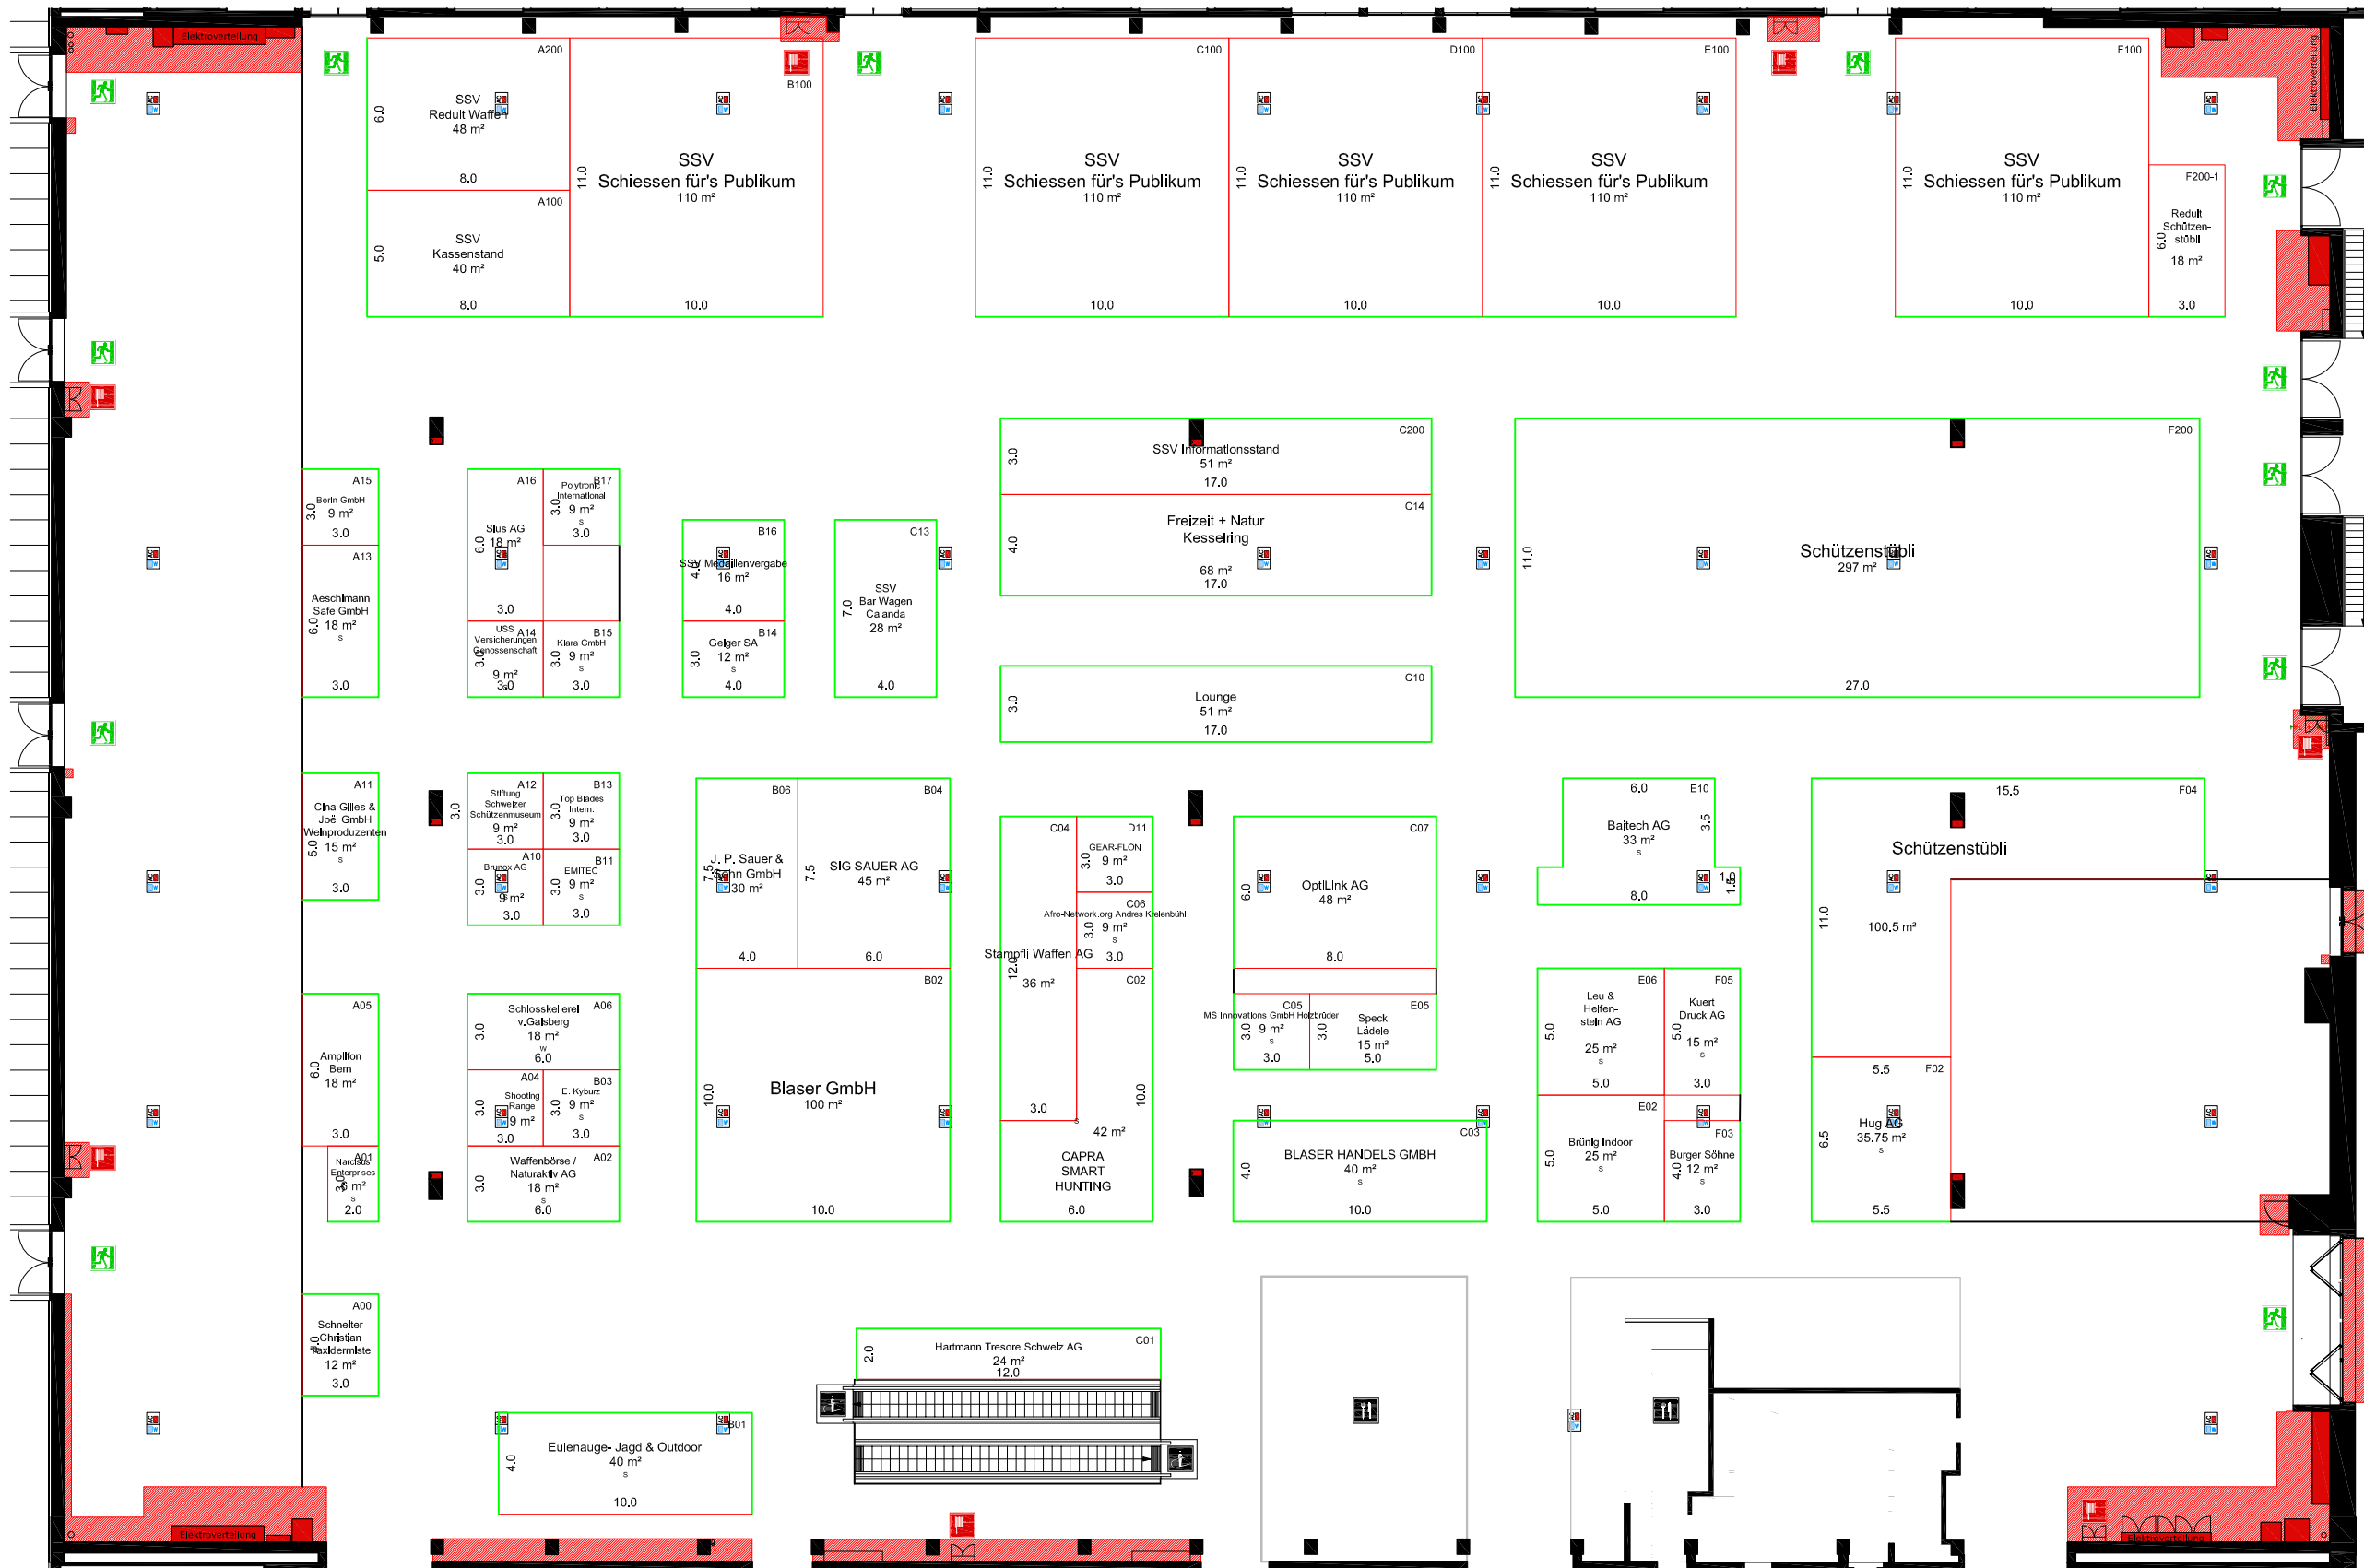 Elektroverteilung
A200
SSV
Reduit Waffen
48 m²
6.0
8.0
A100
SSV
Kassenstand
40 m²
5.0
8.0
B100
SSV
Schiessen für's Publikum
110 m²
11.0
10.0
C100
SSV
Schiessen für's Publikum
110 m²
11.0
10.0
D100
SSV
Schiessen für's Publikum
110 m²
11.0
10.0
E100
SSV
Schiessen für's Publikum
110 m²
11.0
10.0
F100
SSV
Schiessen für's Publikum
110 m²
11.0
10.0
Elektroverteilung
F200-1
Reduit
Schützen-
stübli
6.0
18 m²
3.0
A15
Berin GmbH
9 m²
3.0
3.0
A13
Aeschlimann
Safe GmbH
18 m²
S
6.0
3.0
A16
Sius AG
18 m²
6.0
3.0
B17
Polytronic
International
9 m²
S
3.0
3.0
A14
USS
Versicherungen
Genossenschaft
9 m²
3.0
3.0
B15
Klara GmbH
9 m²
S
3.0
3.0
B16
SSV Medaillenvergabe
16 m²
4.0
4.0
B14
Geiger SA
12 m²
S
3.0
4.0
C13
SSV
Bar Wagen
Calanda
28 m²
7.0
4.0
C200
SSV Informationsstand
51 m²
3.0
17.0
C14
Freizeit + Natur
Kesselring
68 m²
4.0
17.0
C10
Lounge
51 m²
3.0
17.0
F200
Schützenstübli
297 m²
11.0
27.0
A11
Cina Gilles &
Joël GmbH
Weinproduzenten
15 m²
S
5.0
3.0
A12
Stiftung
Schweizer
Schützenmuseum
9 m²
3.0
3.0
B13
Top Blades
Intern.
9 m²
3.0
3.0
A10
Brunox AG
9 m²
3.0
3.0
B11
EMITEC
9 m²
S
3.0
3.0
B06
J. P. Sauer &
Sohn GmbH
30 m²
7.5
4.0
B04
SIG SAUER AG
45 m²
7.5
6.0
C04
Stampfli Waffen AG
36 m²
12.0
3.0
D11
GEAR-FLON
9 m²
3.0
3.0
C06
Afro-Network.org Andres Krelenbühl
9 m²
S
3.0
3.0
C07
OptiLink AG
48 m²
6.0
8.0
E10
6.0
Baitech AG
33 m²
S
3.5
1.0
1.5
8.0
F04
15.5
Schützenstübli
100.5 m²
11.0
5.5
A05
Amplifon
Bern
18 m²
6.0
3.0
A01
Narcisus
Enterprises
6 m²
S
3.0
2.0
A06
Schlosskellerei
v.Gaisberg
18 m²
W
3.0
6.0
A04
Shooting
Range
9 m²
3.0
3.0
B03
E. Kyburz
9 m²
S
3.0
3.0
A02
Waffenbörse /
Naturaktiv AG
18 m²
S
3.0
6.0
B02
Blaser GmbH
100 m²
10.0
10.0
C02
10.0
S
42 m²
CAPRA
SMART
HUNTING
6.0
C05
MS Innovations GmbH Holzbrüder
9 m²
S
3.0
3.0
E05
Speck
Lädele
15 m²
3.0
5.0
C03
BLASER HANDELS GMBH
40 m²
S
4.0
10.0
E06
Leu &
Helfen-
stein AG
25 m²
S
5.0
5.0
F05
Kuert
Druck AG
15 m²
S
5.0
3.0
E02
Brünig Indoor
25 m²
S
5.0
5.0
F03
Burger Söhne
12 m²
S
4.0
3.0
F02
Hug AG
35.75 m²
S
6.5
5.5
A00
Schneiter
Christian
Taxidermiste
12 m²
3.0
C01
Hartmann Tresore Schweiz AG
24 m²
2.0
12.0
B01
Eulenauge- Jagd & Outdoor
40 m²
S
4.0
10.0
Elektroverteilung
Elektroverteilung